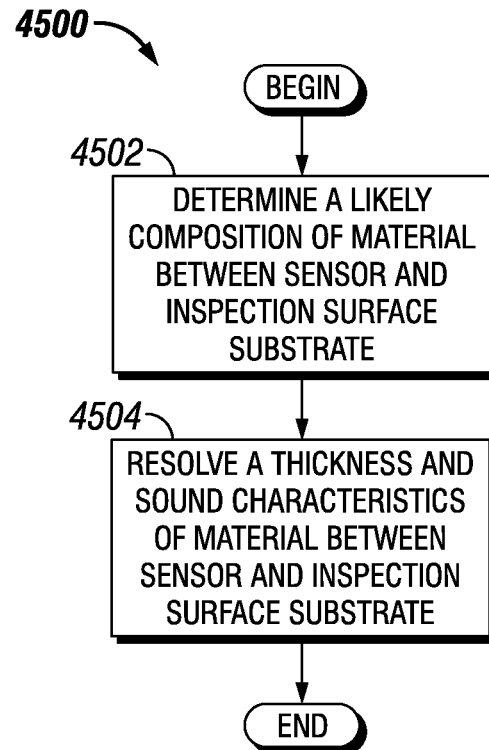 4500
BEGIN
4502
DETERMINE A LIKELY
COMPOSITION OF MATERIAL
BETWEEN SENSOR AND
INSPECTION SURFACE
SUBSTRATE
4504
RESOLVE A THICKNESS AND
SOUND CHARACTERISTICS
OF MATERIAL BETWEEN
SENSOR AND INSPECTION
SURFACE SUBSTRATE
END